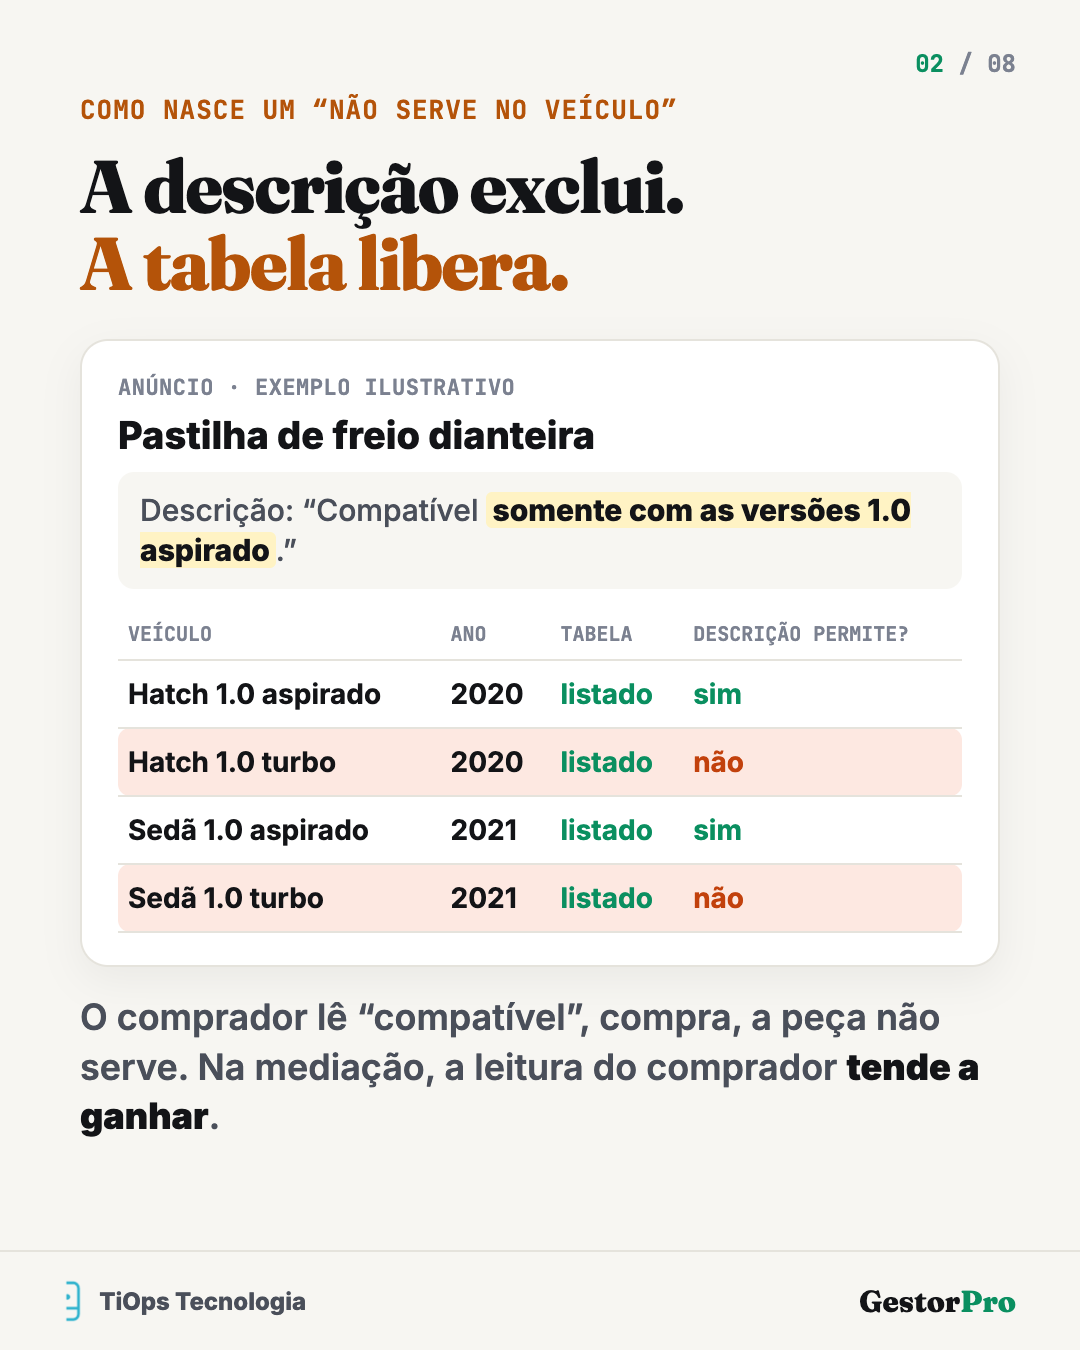 02 / 08
COMO NASCE UM “NÃO SERVE NO VEÍCULO”
A descrição exclui.
A tabela libera.
ANÚNCIO · EXEMPLO ILUSTRATIVO
Pastilha de freio dianteira
Descrição: “Compatível somente com as versões 1.0
aspirado.”
VEÍCULO ANO TABELA DESCRIÇÃO PERMITE?
Hatch 1.0 aspirado 2020 listado sim
Hatch 1.0 turbo 2020 listado não
Sedã 1.0 aspirado 2021 listado sim
Sedã 1.0 turbo 2021 listado não
O comprador lê “compatível”, compra, a peça não
serve. Na mediação, a leitura do comprador tende a
ganhar.
TiOps Tecnologia
GestorPro